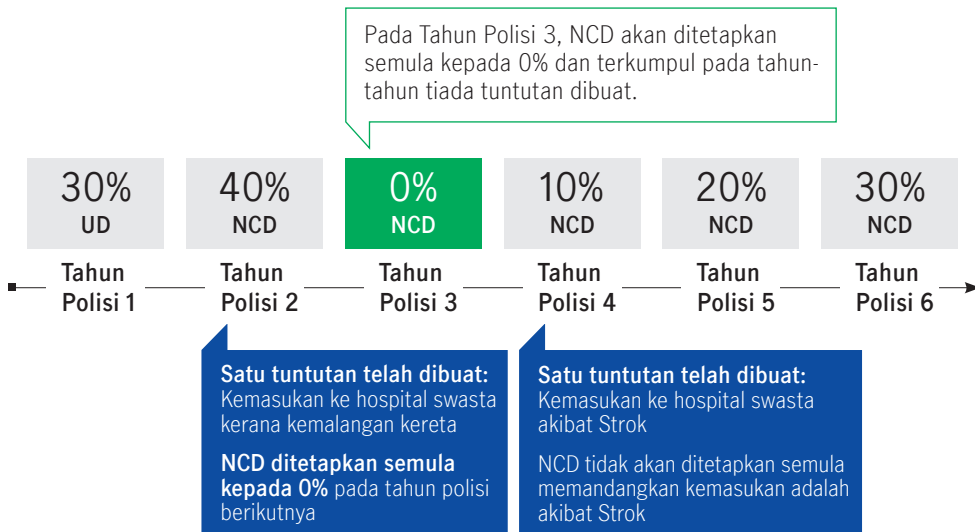 Pada Tahun Polisi 3, NCD akan ditetapkan
semula kepada 0% dan terkumpul pada tahun-
tahun tiada tuntutan dibuat.
30%
UD
40%
NCD
0%
NCD
10%
NCD
20%
NCD
30%
NCD
Tahun
Polisi 1
Tahun
Polisi 2
Tahun
Polisi 3
Tahun
Polisi 4
Tahun
Polisi 5
Tahun
Polisi 6
Satu tuntutan telah dibuat:
Kemasukan ke hospital swasta
kerana kemalangan kereta
NCD ditetapkan semula
kepada 0% pada tahun polisi
berikutnya
Satu tuntutan telah dibuat:
Kemasukan ke hospital swasta
akibat Strok
NCD tidak akan ditetapkan semula
memandangkan kemasukan adalah
akibat Strok